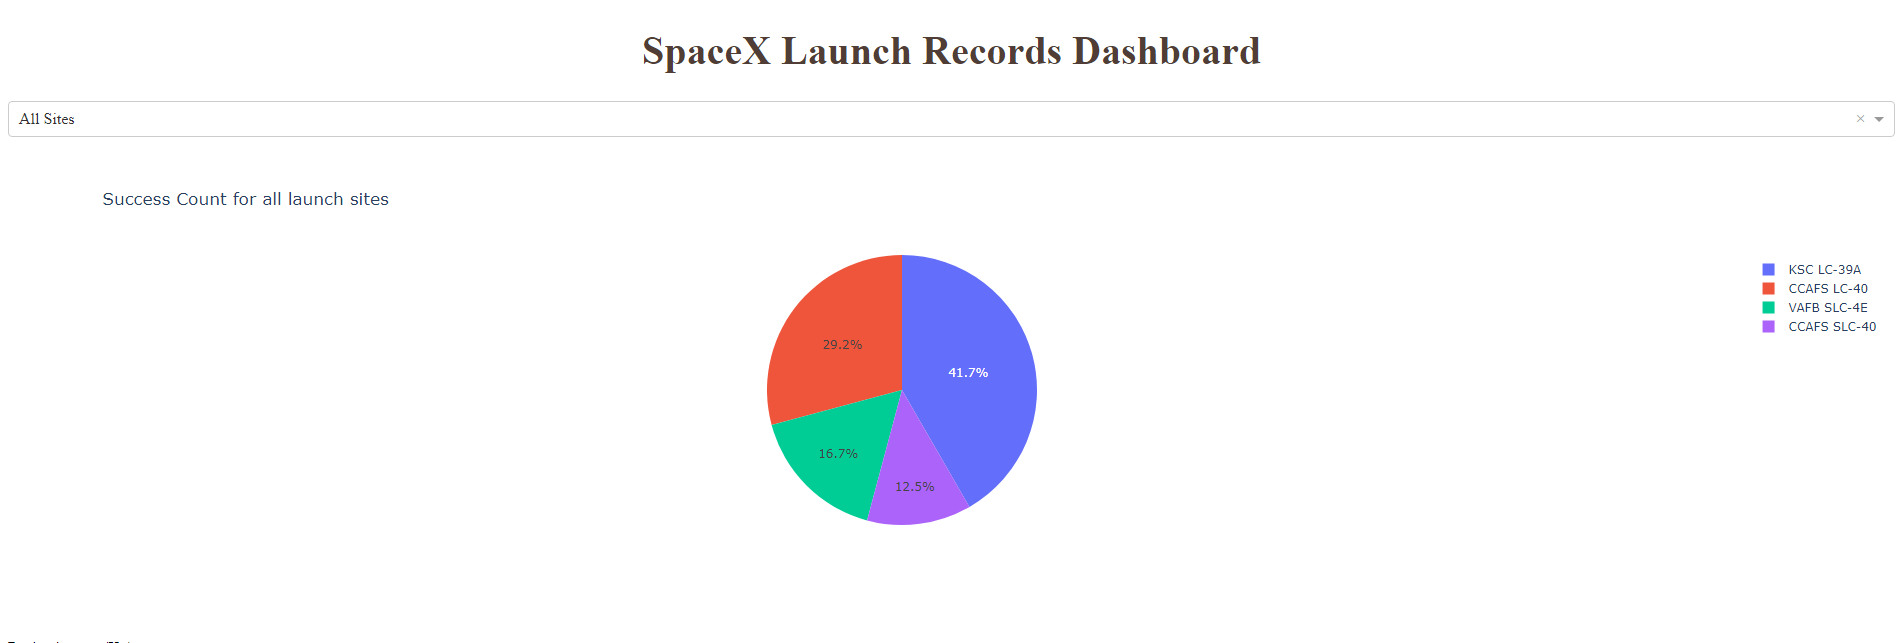 SpaceX Launch Records Dashboard
All Sites
Success Count for all launch sites
KSC LC-39A
CCAFS LC-40
VAFB SLC-4E
CCAFS SLC-40
29.2%
41.7%
16.7%
12.5%